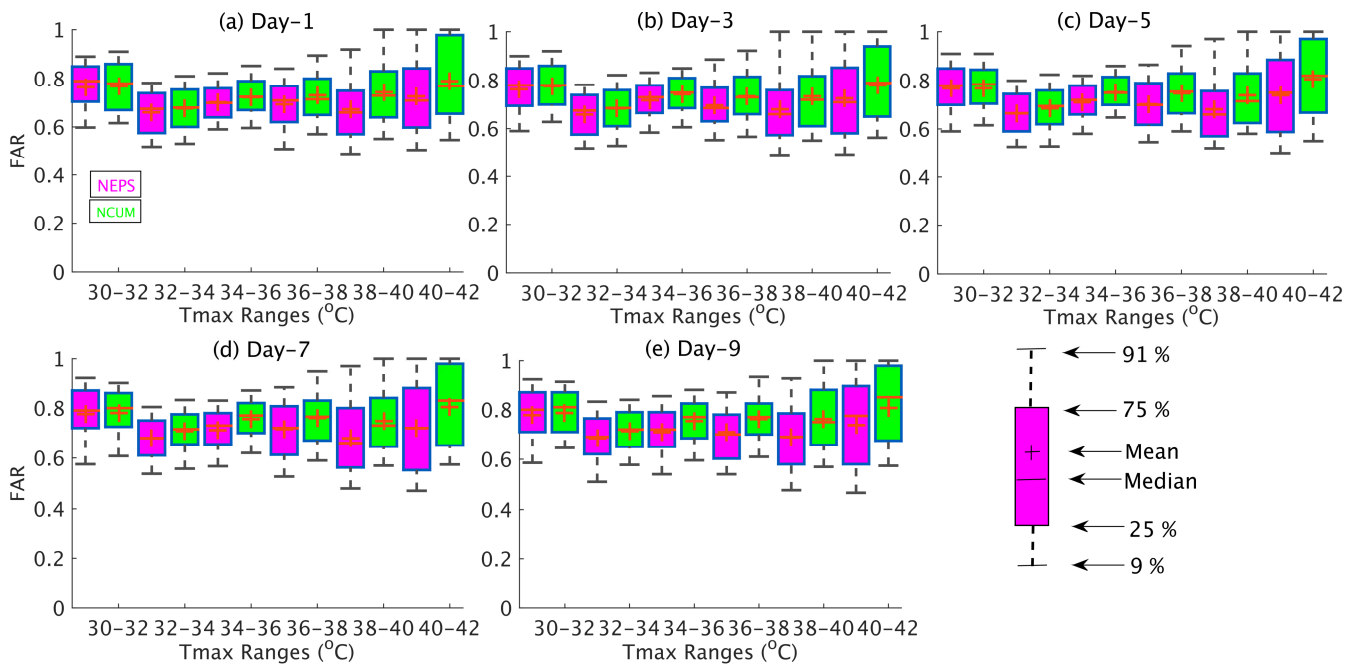 (a) Day-1
1
0.8
0.6
0.4
0.2
0
FAR
NEPS
NCUM
30-32 32-34 34-36 36-38 38-40 40-42
Tmax Ranges (°C)
(b) Day-3
1
0.8
0.6
0.4
0.2
0
30-32 32-34 34-36 36-38 38-40 40-42
Tmax Ranges (°C)
(c) Day-5
1
0.8
0.6
0.4
0.2
0
30-32 32-34 34-36 36-38 38-40 40-42
Tmax Ranges (°C)
(d) Day-7
1
0.8
0.6
0.4
0.2
0
FAR
30-32 32-34 34-36 36-38 38-40 40-42
Tmax Ranges (°C)
(e) Day-9
1
0.8
0.6
0.4
0.2
0
30-32 32-34 34-36 36-38 38-40 40-42
Tmax Ranges (°C)
91 %
75 %
Mean
Median
25 %
9 %